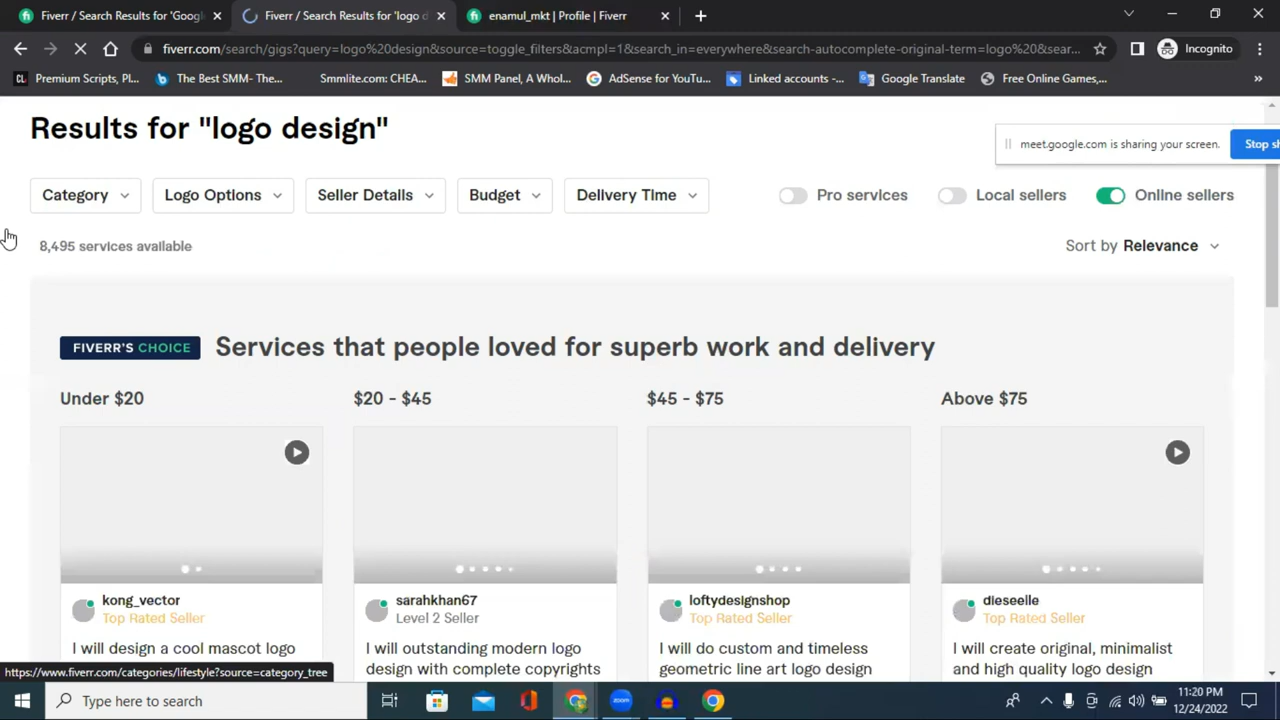 Fiverr / Search Results for 'Googl
Fiverr / Search Results for 'logo d
enamul_mkt | Profile | Fiverr
fiverr.com/search/gigs?query=logo%20design&source=toggle_filters&acmpl=1&search_in=everywhere&search-autocomplete-original-term=logo%20&sear...
Incognito
Premium Scripts, Pl...
The Best SMM- The...
Smmlite.com: CHEA...
SMM Panel, A Whol...
AdSense for YouTu...
Linked accounts -...
Google Translate
Free Online Games,...
Results for "logo design"
meet.google.com is sharing your screen.
Stop sh
Category
Logo Options
Seller Details
Budget
Delivery Time
Pro services
Local sellers
Online sellers
8,495 services available
Sort by Relevance
FIVERR'S CHOICE
Services that people loved for superb work and delivery
Under $20
$20 - $45
$45 - $75
Above $75
kong_vector
Top Rated Seller
I will design a cool mascot logo
sarahkhan67
Level 2 Seller
I will outstanding modern logo
design with complete copyrights
loftydesignshop
Top Rated Seller
I will do custom and timeless
geometric line art logo design
dieseelle
Top Rated Seller
I will create original, minimalist
and high quality logo design
https://www.fiverr.com/categories/lifestyle?source=category_tree
Type here to search
zoom
11:20 PM
12/24/2022